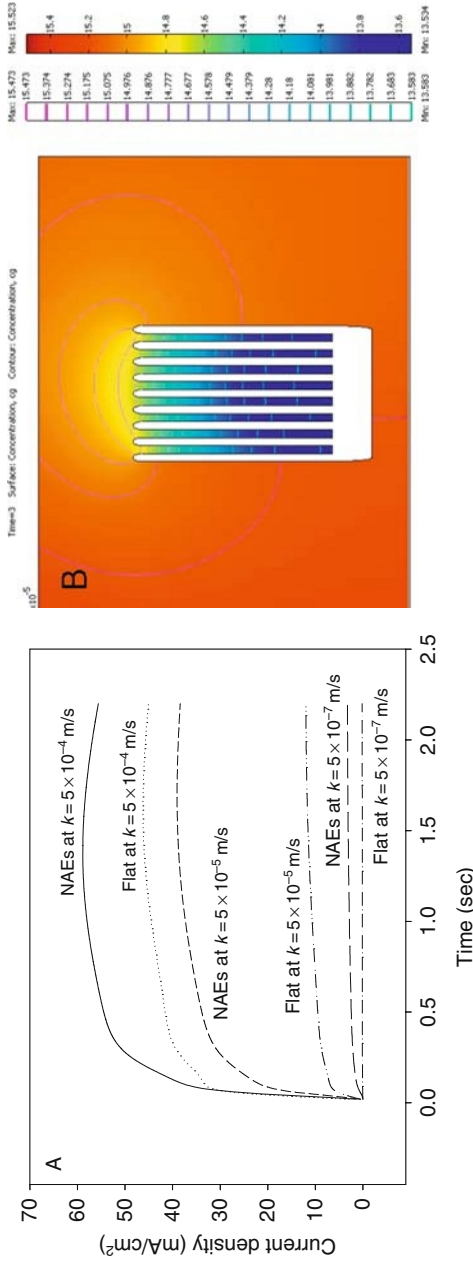 A
Current density (mA/cm²)
70
60
50
40
30
20
10
0
NAEs at k = 5 × 10⁻⁴ m/s
Flat at k = 5 × 10⁻⁴ m/s
NAEs at k = 5 × 10⁻⁵ m/s
Flat at k = 5 × 10⁻⁵ m/s
NAEs at k = 5 × 10⁻⁷ m/s
Flat at k = 5 × 10⁻⁷ m/s
0.0 0.5 1.0 1.5 2.0 2.5
Time (sec)
Time=3 Surface: Concentration, cg Contour: Concentration, cg
×10⁻⁵
B
Max: 15.473
15.473
15.374
15.274
15.175
15.075
14.976
14.876
14.777
14.677
14.578
14.479
14.379
14.28
14.18
14.081
13.981
13.882
13.782
13.683
13.583
Min: 13.583
Max: 15.523
15.4
15.2
15
14.8
14.6
14.4
14.2
14
13.8
13.6
Min: 13.534